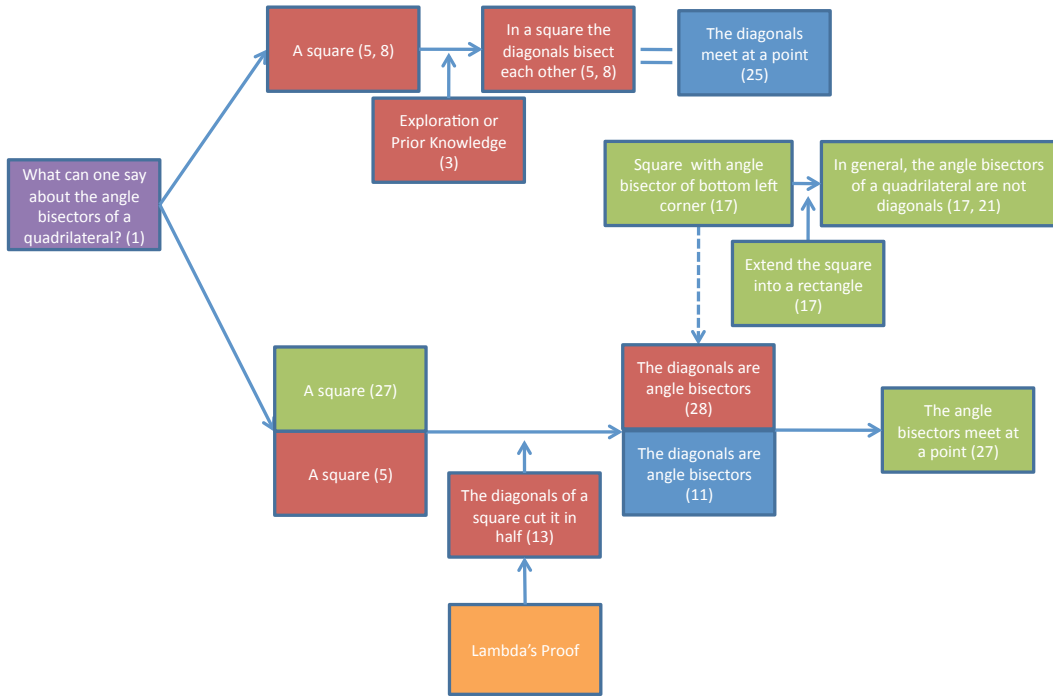 A square (5, 8)
In a square the
diagonals bisect
each other (5, 8)
The diagonals
meet at a point
(25)
Exploration or
Prior Knowledge
(3)
What can one say
about the angle
bisectors of a
quadrilateral? (1)
Square with angle
bisector of bottom left
corner (17)
In general, the angle bisectors
of a quadrilateral are not
diagonals (17, 21)
Extend the square
into a rectangle
(17)
A square (27)
A square (5)
The diagonals are
angle bisectors
(28)
The diagonals are
angle bisectors
(11)
The angle
bisectors meet at
a point (27)
The diagonals of a
square cut it in
half (13)
Lambda's Proof